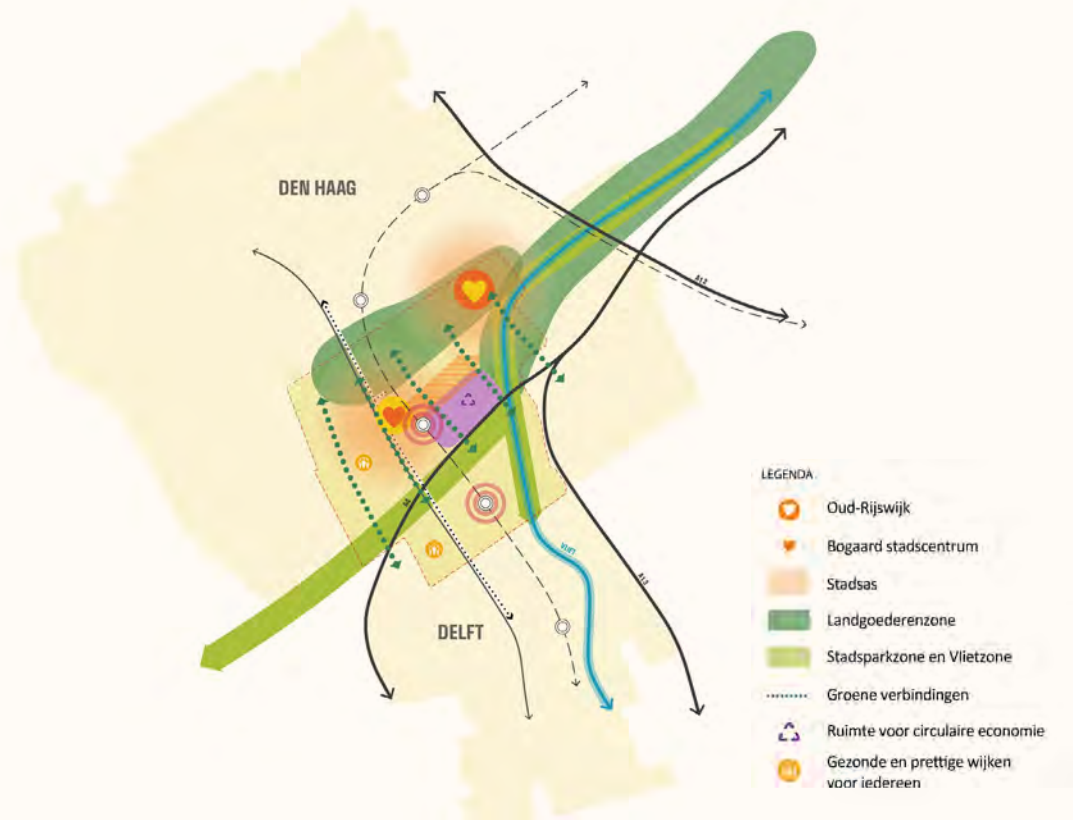 DEN HAAG
A12
A4
VLIET
A13
DELFT
LEGENDA
Oud-Rijswijk
Bogaard stadscentrum
Stadsas
Landgoederenzone
Stadsparkzone en Vlietzone
Groene verbindingen
Ruimte voor circulaire economie
Gezonde en prettige wijken
voor iedereen